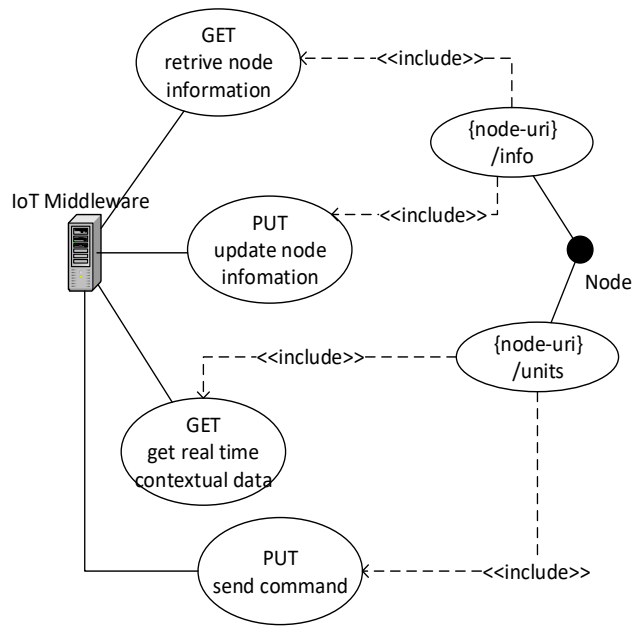 GET
retrive node
information
<<include>>
{node-uri}
/info
IoT Middleware
PUT
update node
infomation
<<include>>
Node
{node-uri}
/units
<<include>>
GET
get real time
contextual data
PUT
send command
<<include>>